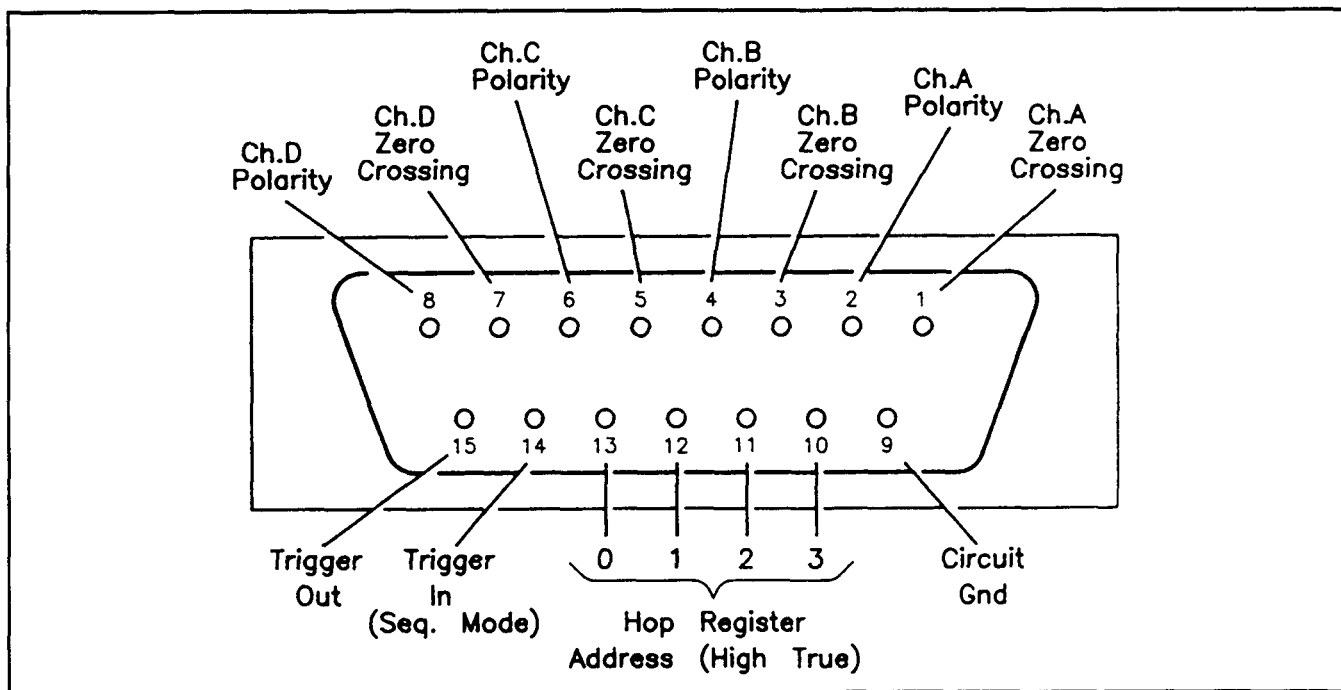 Ch.D
Polarity
Ch.D
Zero
Crossing
Ch.C
Polarity
Ch.C
Zero
Crossing
Ch.B
Polarity
Ch.B
Zero
Crossing
Ch.A
Polarity
Ch.A
Zero
Crossing
8 7 6 5 4 3 2 1
15 14 13 12 11 10 9
Trigger
Out
Trigger
In
(Seq. Mode)
0 1 2 3
Hop Register
Address (High True)
Circuit
Gnd